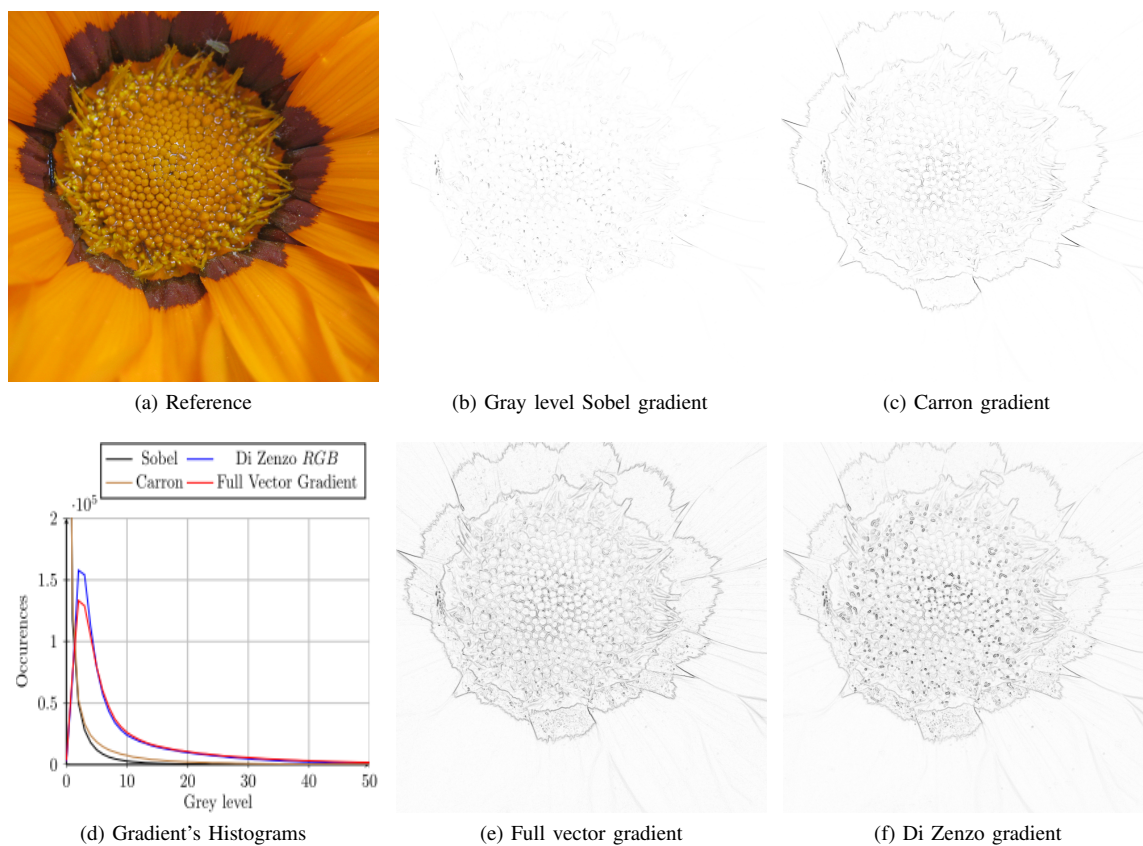 (a) Reference
(b) Gray level Sobel gradient
(c) Carron gradient
Sobel
Di Zenzo RGB
Carron
Full Vector Gradient
·10⁵
2
1.5
1
0.5
0
Occurences
0 10 20 30 40 50
Grey level
(d) Gradient's Histograms
(e) Full vector gradient
(f) Di Zenzo gradient